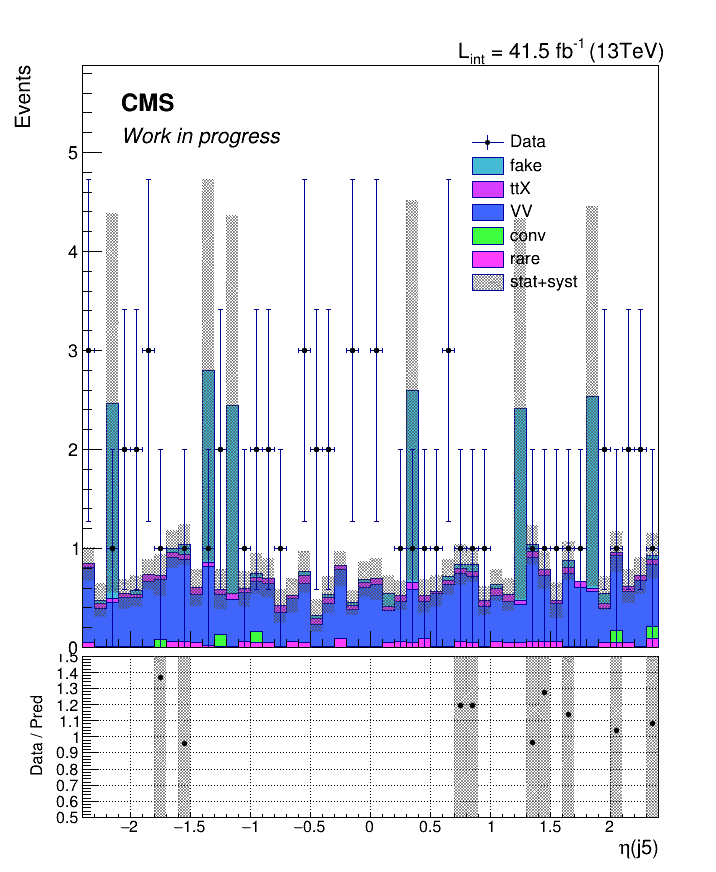 L_int = 41.5 fb^-1 (13TeV)
Events
CMS
Work in progress
Data
fake
ttX
VV
conv
rare
stat+syst
5
4
3
2
1
0
1.5
1.4
1.3
1.2
1.1
1
0.9
0.8
0.7
0.6
0.5
Data / Pred
−2 −1.5 −1 −0.5 0 0.5 1 1.5 2
η(j5)